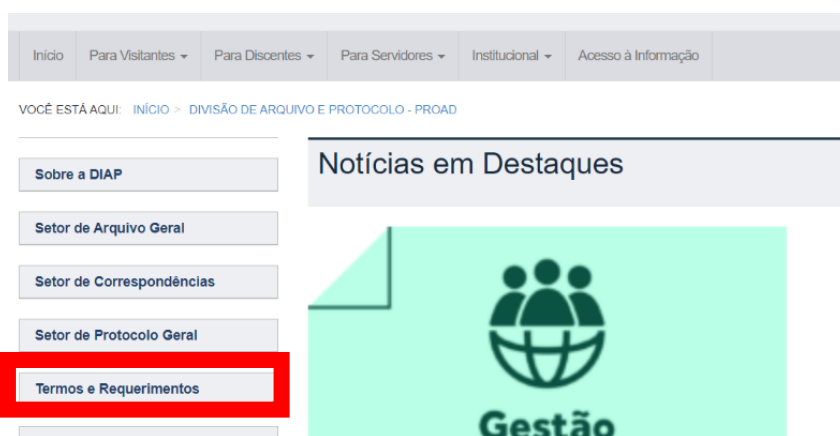 Início Para Visitantes Para Discentes Para Servidores Institucional Acesso à Informação
VOCÊ ESTÁ AQUI: INÍCIO > DIVISÃO DE ARQUIVO E PROTOCOLO - PROAD
Sobre a DIAP
Setor de Arquivo Geral
Setor de Correspondências
Setor de Protocolo Geral
Termos e Requerimentos
Notícias em Destaques
Gestão